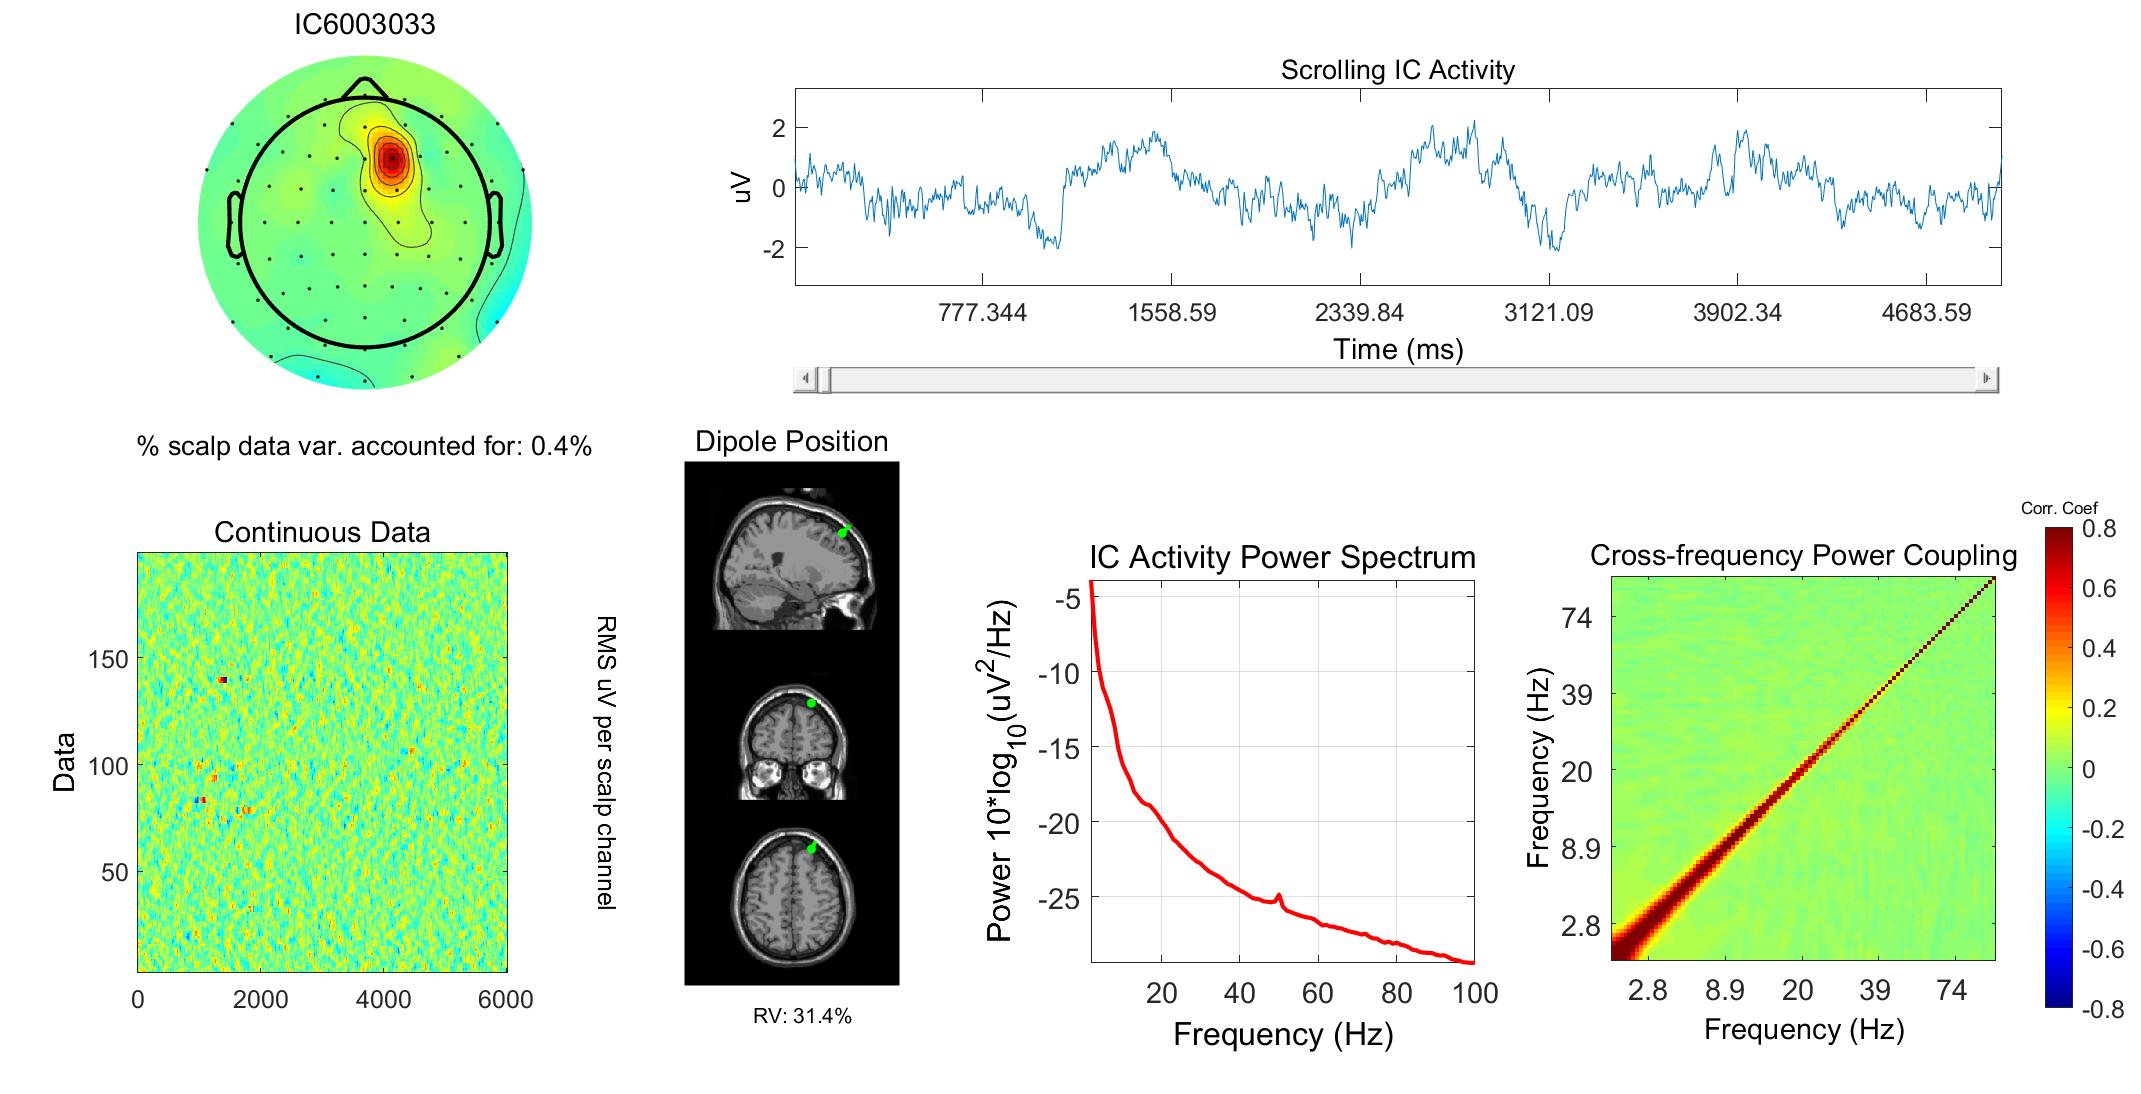 IC6003033
% scalp data var. accounted for: 0.4%
Scrolling IC Activity
uV
2
0
-2
777.344 1558.59 2339.84 3121.09 3902.34 4683.59
Time (ms)
Continuous Data
Data
150
100
50
0 2000 4000 6000
RMS uV per scalp channel
Dipole Position
RV: 31.4%
IC Activity Power Spectrum
Power 10*log10(uV2/Hz)
-5
-10
-15
-20
-25
20 40 60 80 100
Frequency (Hz)
Cross-frequency Power Coupling
Frequency (Hz)
74
39
20
8.9
2.8
2.8 8.9 20 39 74
Frequency (Hz)
Corr. Coef
0.8
0.6
0.4
0.2
0
-0.2
-0.4
-0.6
-0.8